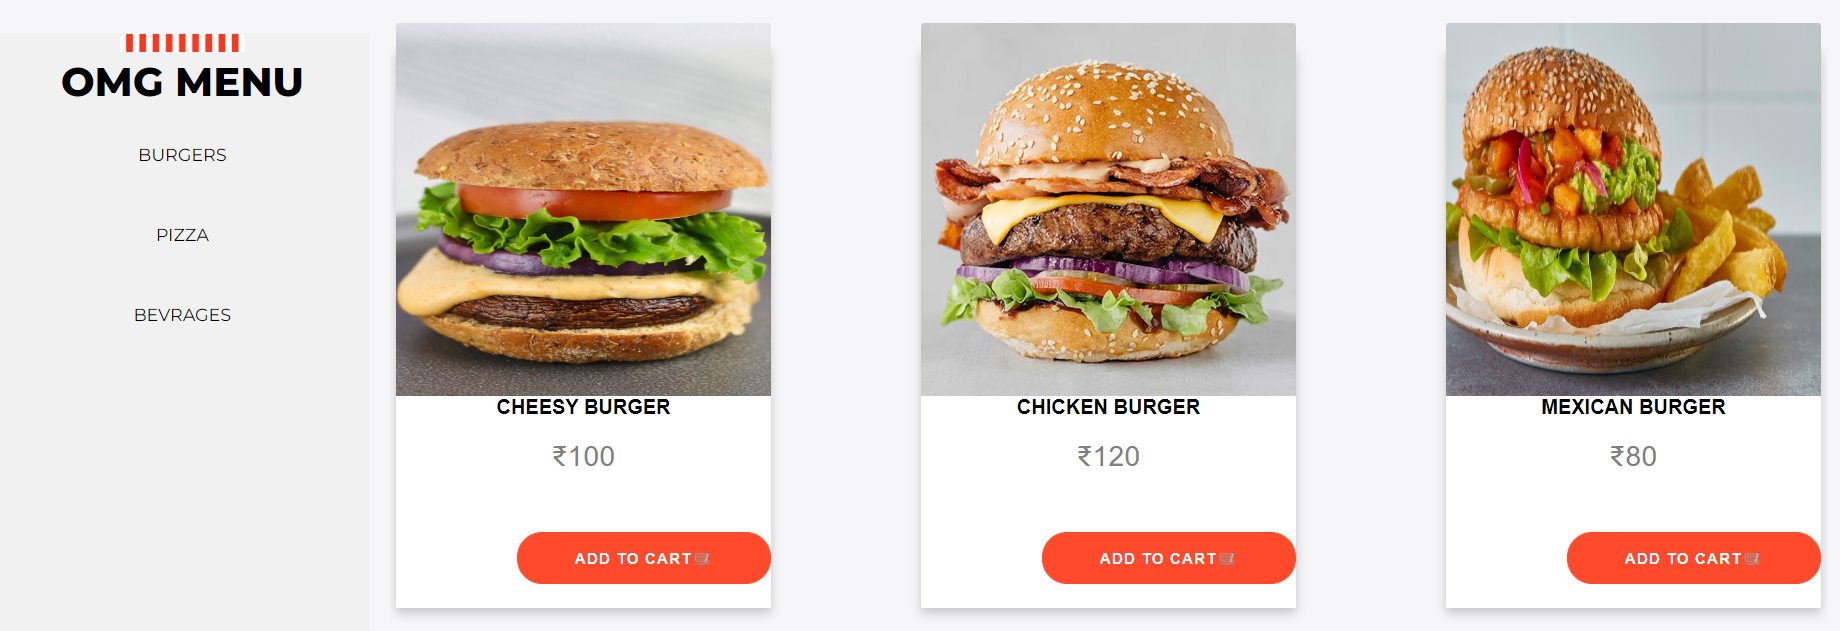 OMG MENU
BURGERS
PIZZA
BEVRAGES
CHEESY BURGER
₹100
ADD TO CART🛒
CHICKEN BURGER
₹120
ADD TO CART🛒
MEXICAN BURGER
₹80
ADD TO CART🛒